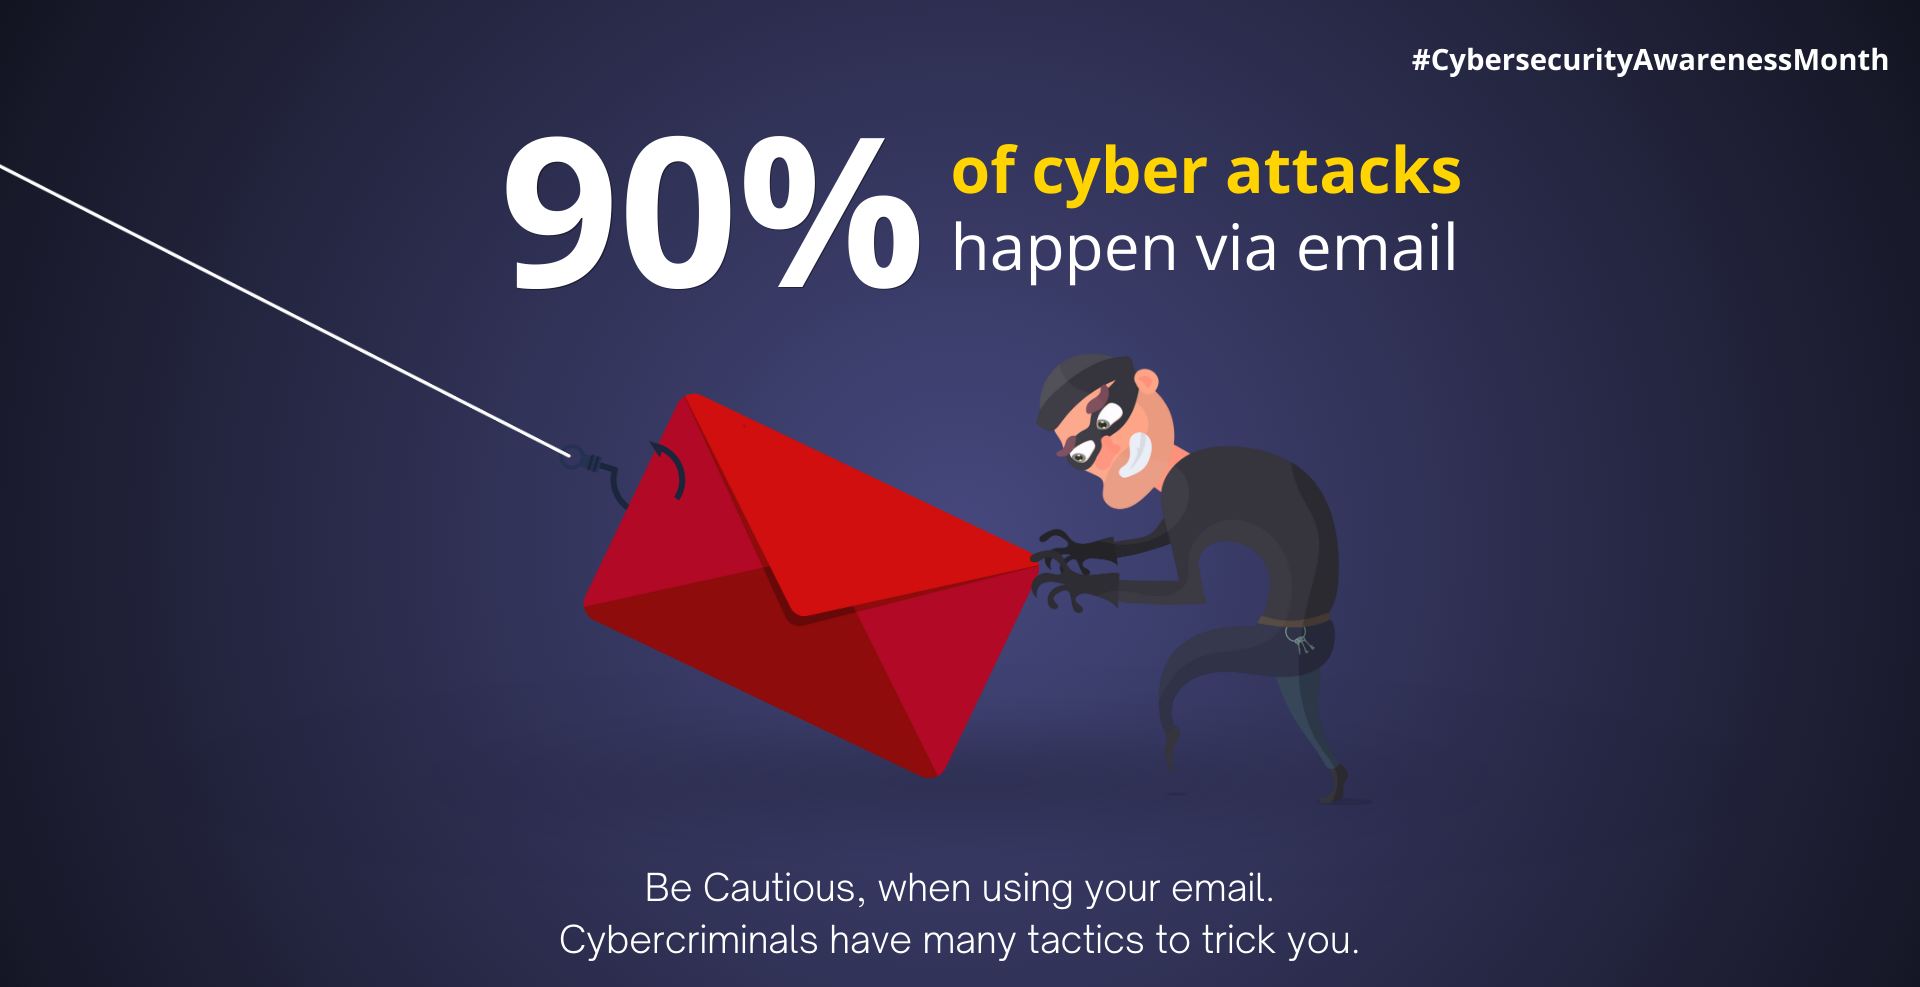 #CybersecurityAwarenessMonth
90% of cyber attacks
happen via email
Be Cautious, when using your email.
Cybercriminals have many tactics to trick you.